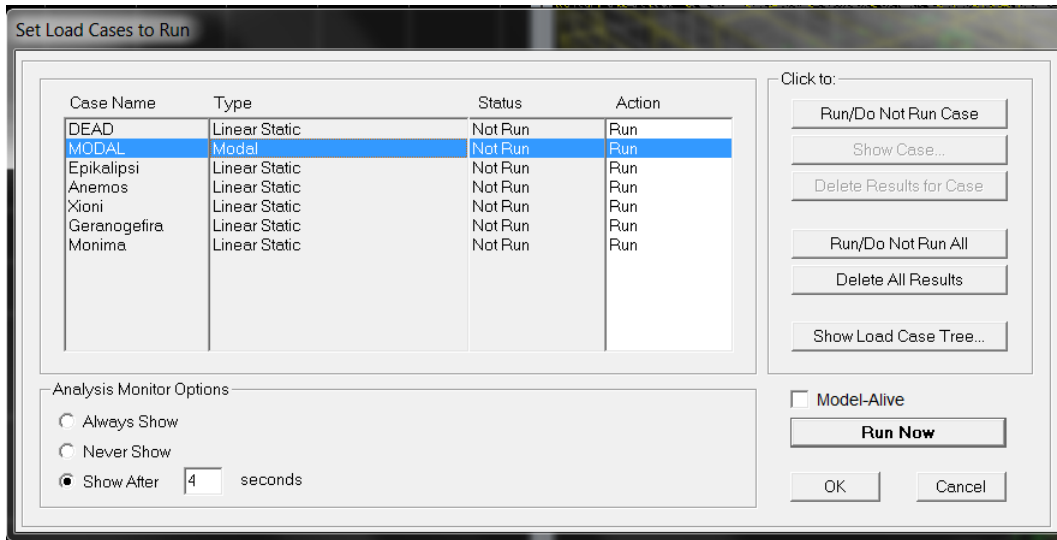 Set Load Cases to Run
Case Name Type Status Action
DEAD Linear Static Not Run Run
MODAL Modal Not Run Run
Epikalipsi Linear Static Not Run Run
Anemos Linear Static Not Run Run
Xioni Linear Static Not Run Run
Geranogefira Linear Static Not Run Run
Monima Linear Static Not Run Run
Click to:
Run/Do Not Run Case
Show Case...
Delete Results for Case
Run/Do Not Run All
Delete All Results
Show Load Case Tree...
Analysis Monitor Options
Always Show
Never Show
Show After 4 seconds
Model-Alive
Run Now
OK Cancel